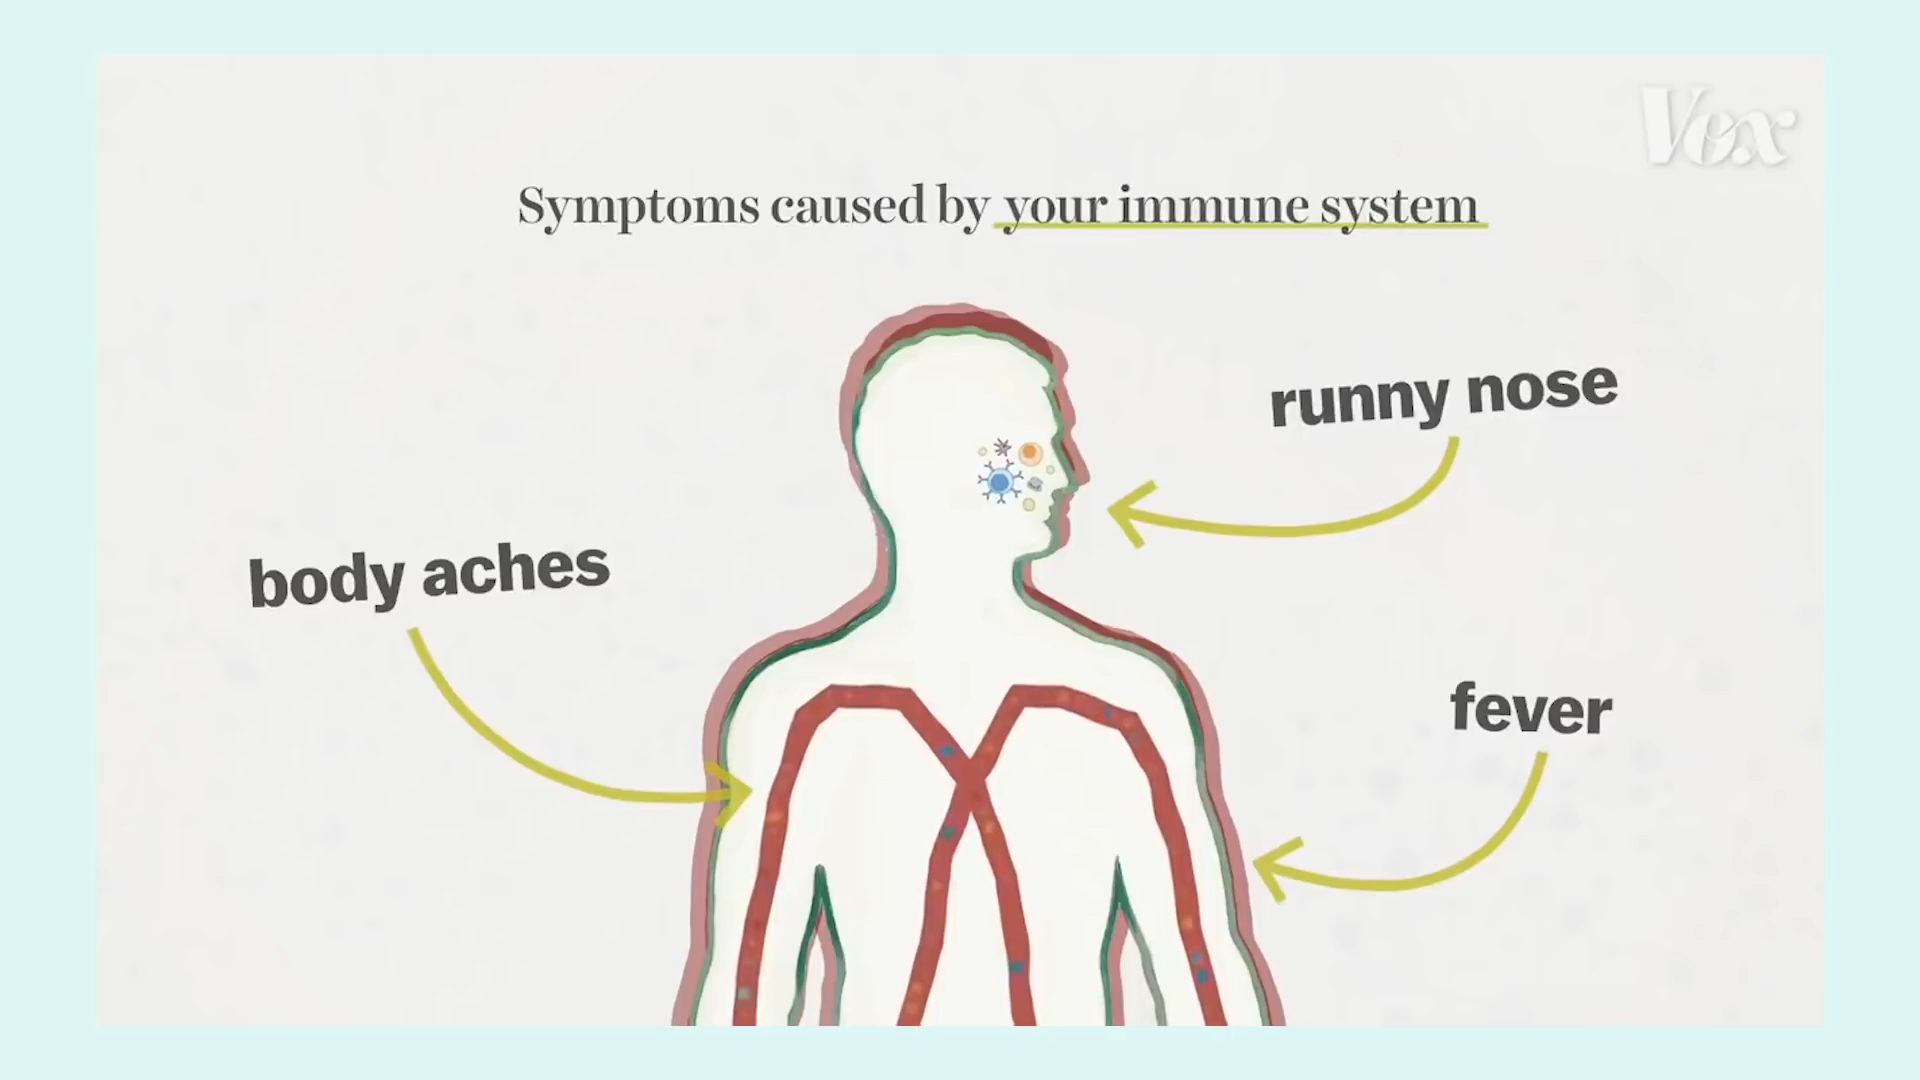 Vox
Symptoms caused by your immune system
runny nose
body aches
fever